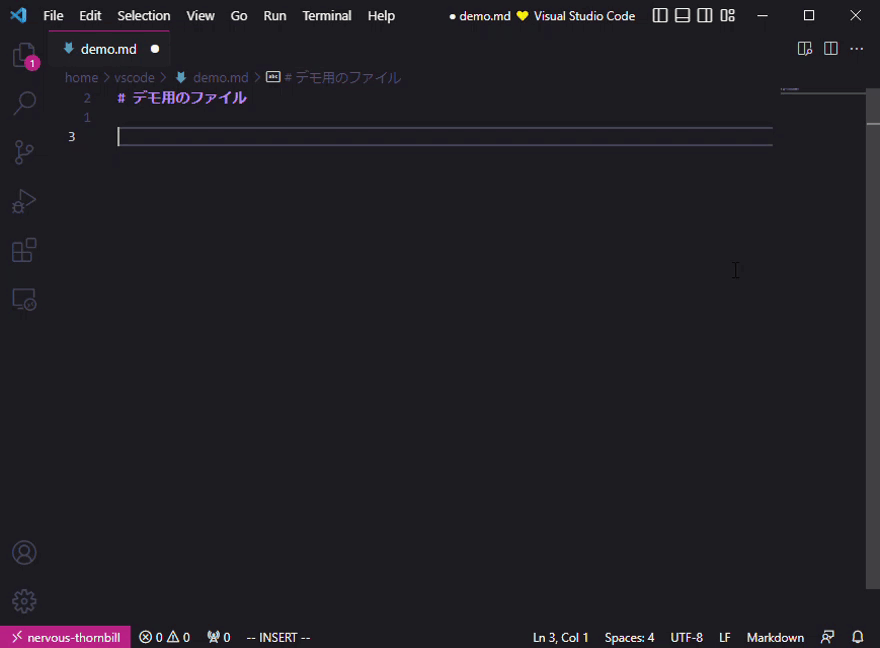 File Edit Selection View Go Run Terminal Help ● demo.md 💛 Visual Studio Code
demo.md ●
1
home > vscode > demo.md > # デモ用のファイル
2 # デモ用のファイル
1
3
nervous-thornbill 0 0 0 -- INSERT -- Ln 3, Col 1 Spaces: 4 UTF-8 LF Markdown